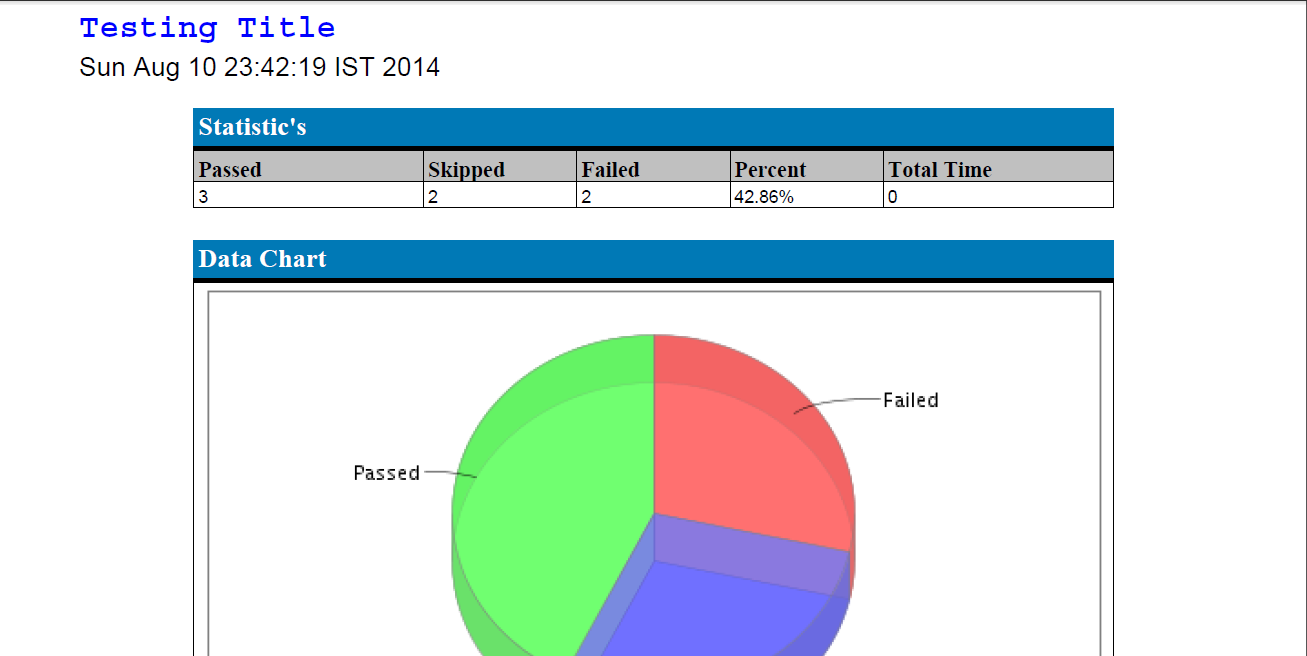 Testing Title
Sun Aug 10 23:42:19 IST 2014
Statistic's
Passed Skipped Failed Percent Total Time
3 2 2 42.86% 0
Data Chart
Failed
Passed